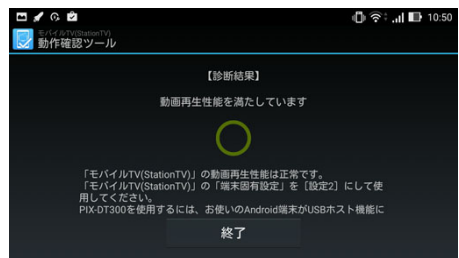 10:50
モバイルTV(StationTV)
動作確認ツール
【診断結果】
動画再生性能を満たしています
「モバイルTV(StationTV)」の動画再生性能は正常です。
「モバイルTV(StationTV)」の「端末固有設定」を［設定2］にして使
用してください。
PIX-DT300を使用するには、お使いのAndroid端末がUSBホスト機能に
終了